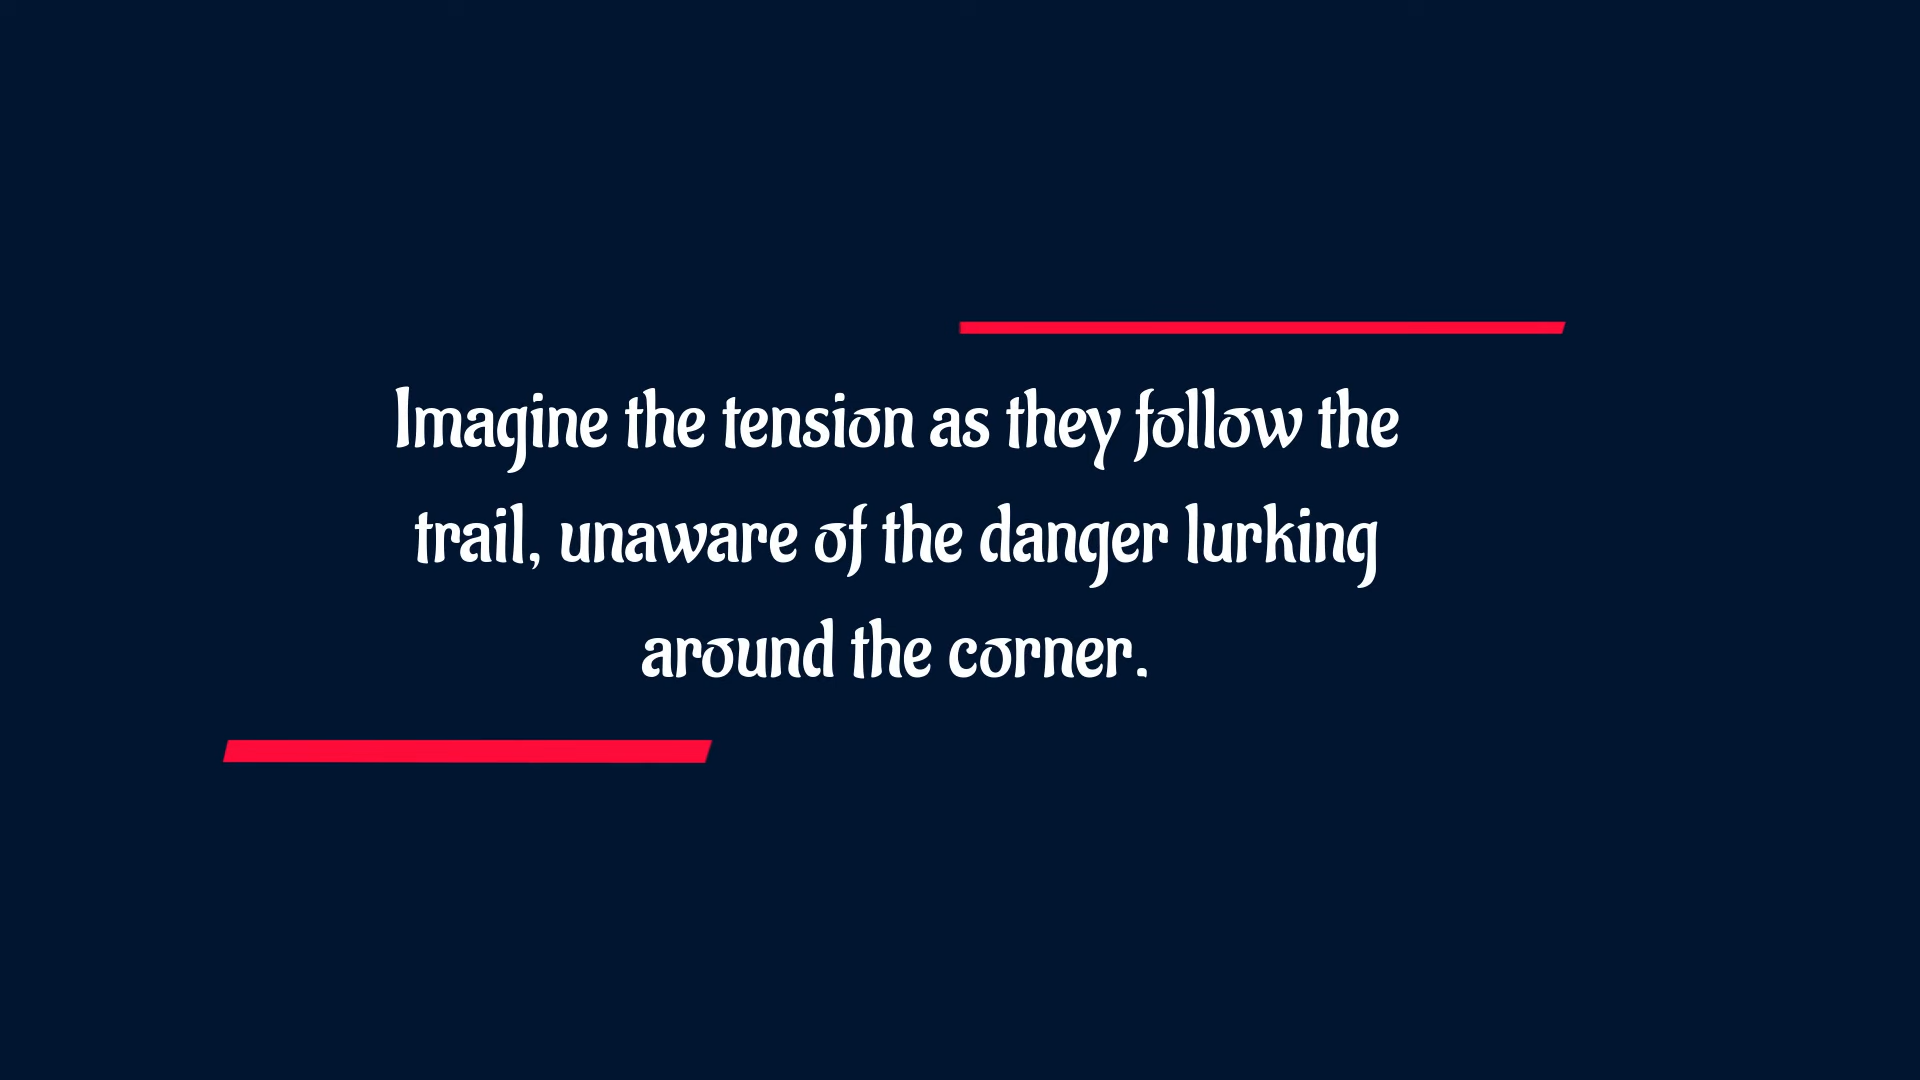 Imagine the tension as they follow the
trail, unaware of the danger lurking
around the corner.